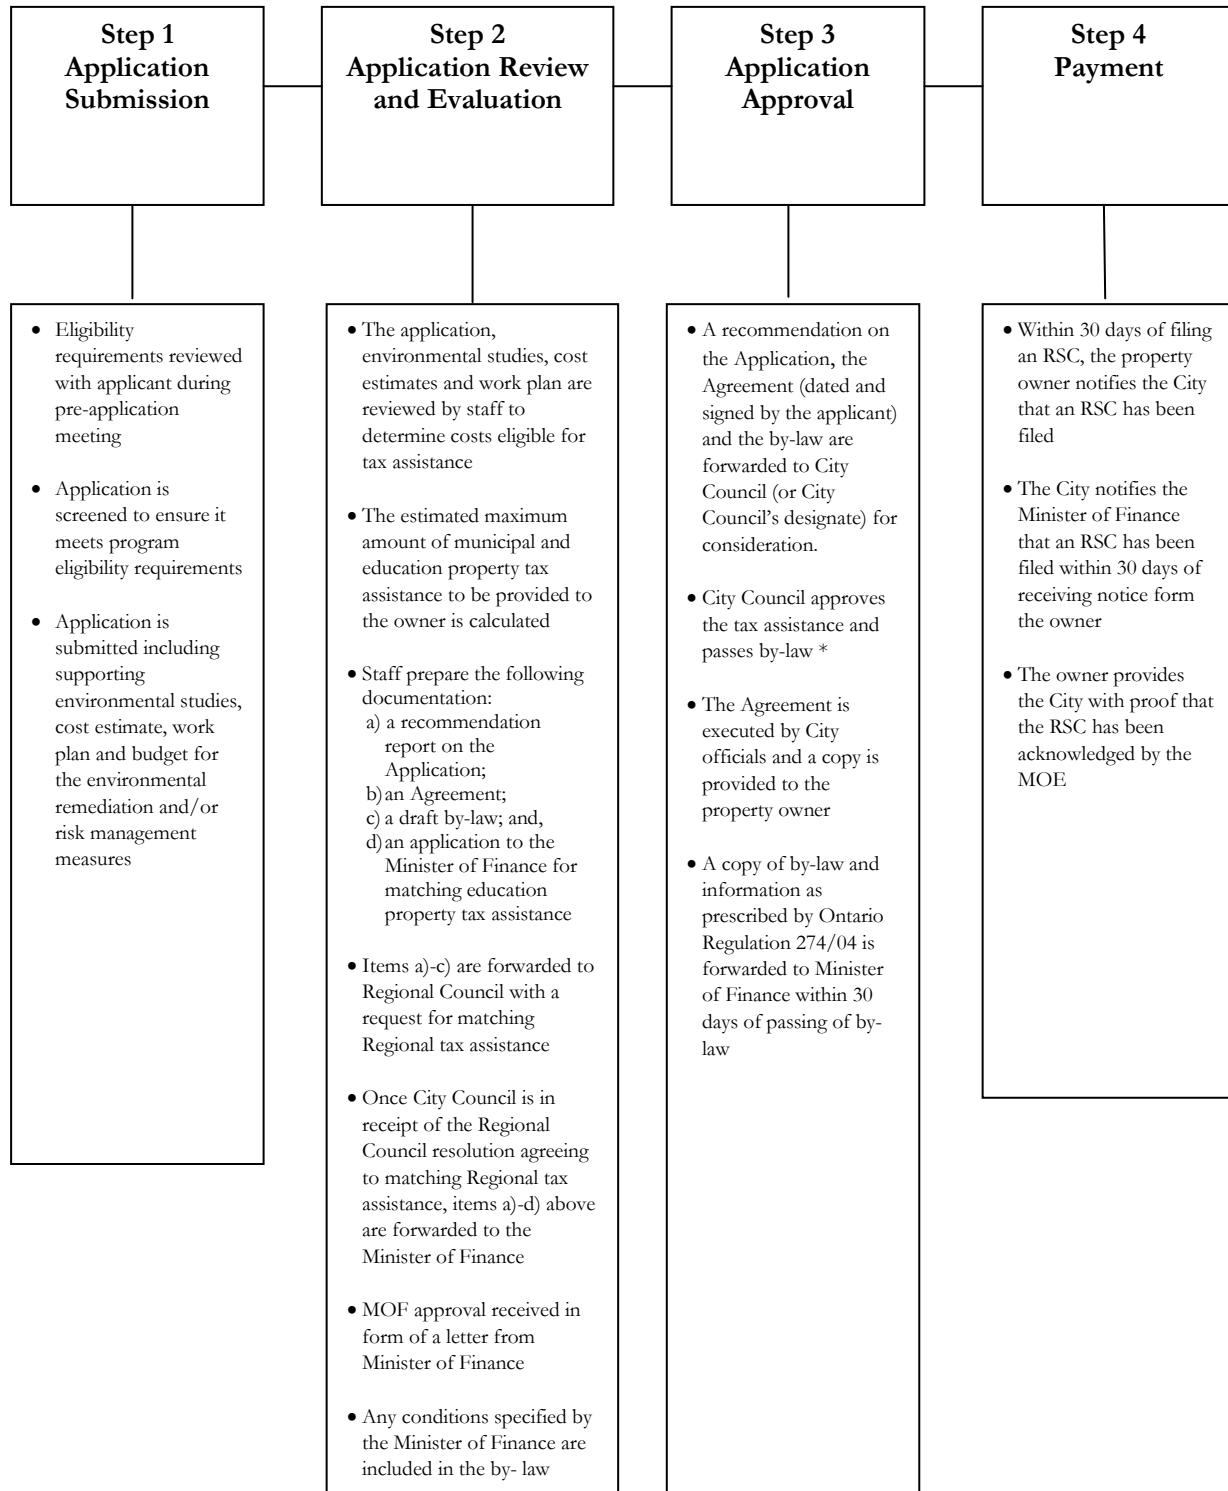 Step 1
Application
Submission
Step 2
Application Review
and Evaluation
Step 3
Application
Approval
Step 4
Payment
• Eligibility
requirements reviewed
with applicant during
pre-application
meeting
• Application is
screened to ensure it
meets program
eligibility requirements
• Application is
submitted including
supporting
environmental studies,
cost estimate, work
plan and budget for
the environmental
remediation and/or
risk management
measures
• The application,
environmental studies, cost
estimates and work plan are
reviewed by staff to
determine costs eligible for
tax assistance
• The estimated maximum
amount of municipal and
education property tax
assistance to be provided to
the owner is calculated
• Staff prepare the following
documentation:
a) a recommendation
report on the
Application;
b) an Agreement;
c) a draft by-law; and,
d) an application to the
Minister of Finance for
matching education
property tax assistance
• Items a)-c) are forwarded to
Regional Council with a
request for matching
Regional tax assistance
• Once City Council is in
receipt of the Regional
Council resolution agreeing
to matching Regional tax
assistance, items a)-d) above
are forwarded to the
Minister of Finance
• MOF approval received in
form of a letter from
Minister of Finance
• Any conditions specified by
the Minister of Finance are
included in the by- law
• A recommendation on
the Application, the
Agreement (dated and
signed by the applicant)
and the by-law are
forwarded to City
Council (or City
Council's designate) for
consideration.
• City Council approves
the tax assistance and
passes by-law *
• The Agreement is
executed by City
officials and a copy is
provided to the
property owner
• A copy of by-law and
information as
prescribed by Ontario
Regulation 274/04 is
forwarded to Minister
of Finance within 30
days of passing of by-
law
• Within 30 days of filing
an RSC, the property
owner notifies the City
that an RSC has been
filed
• The City notifies the
Minister of Finance
that an RSC has been
filed within 30 days of
receiving notice form
the owner
• The owner provides
the City with proof that
the RSC has been
acknowledged by the
MOE